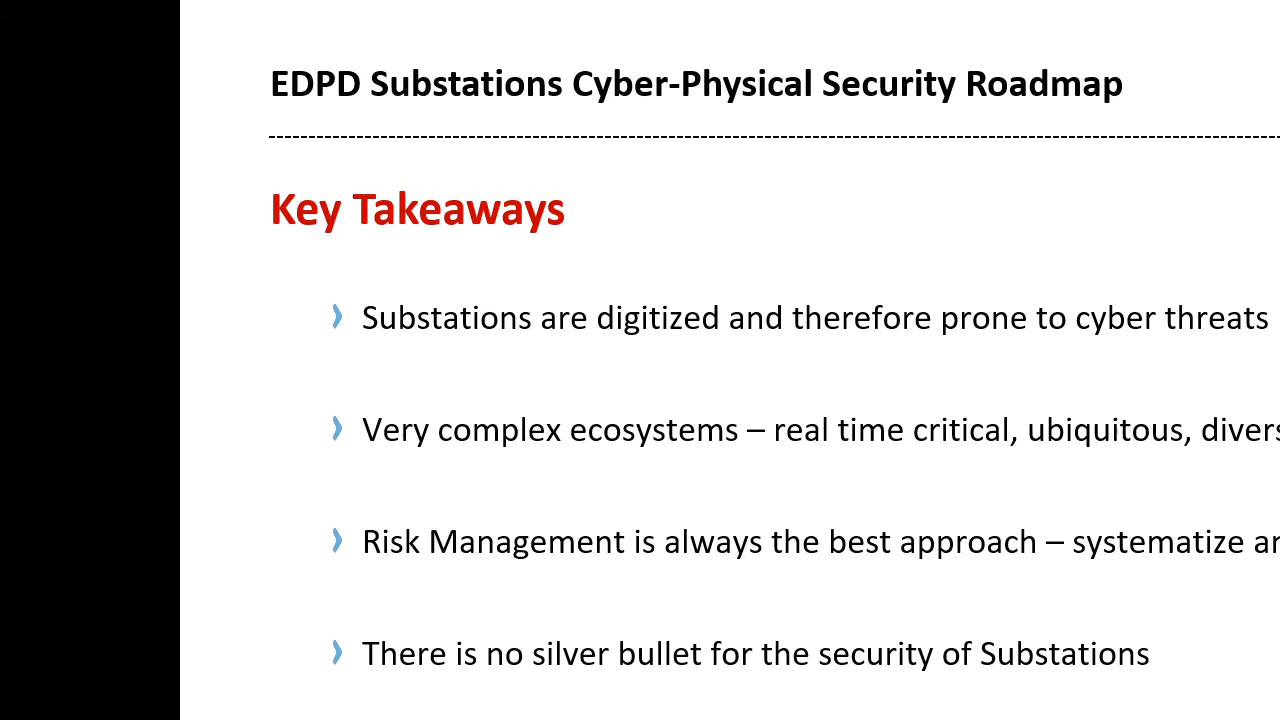 EDPD Substations Cyber-Physical Security Roadmap
Key Takeaways
Substations are digitized and therefore prone to cyber threats
Very complex ecosystems – real time critical, ubiquitous,
Risk Management is always the best approach – systematize
There is no silver bullet for the security of Substations